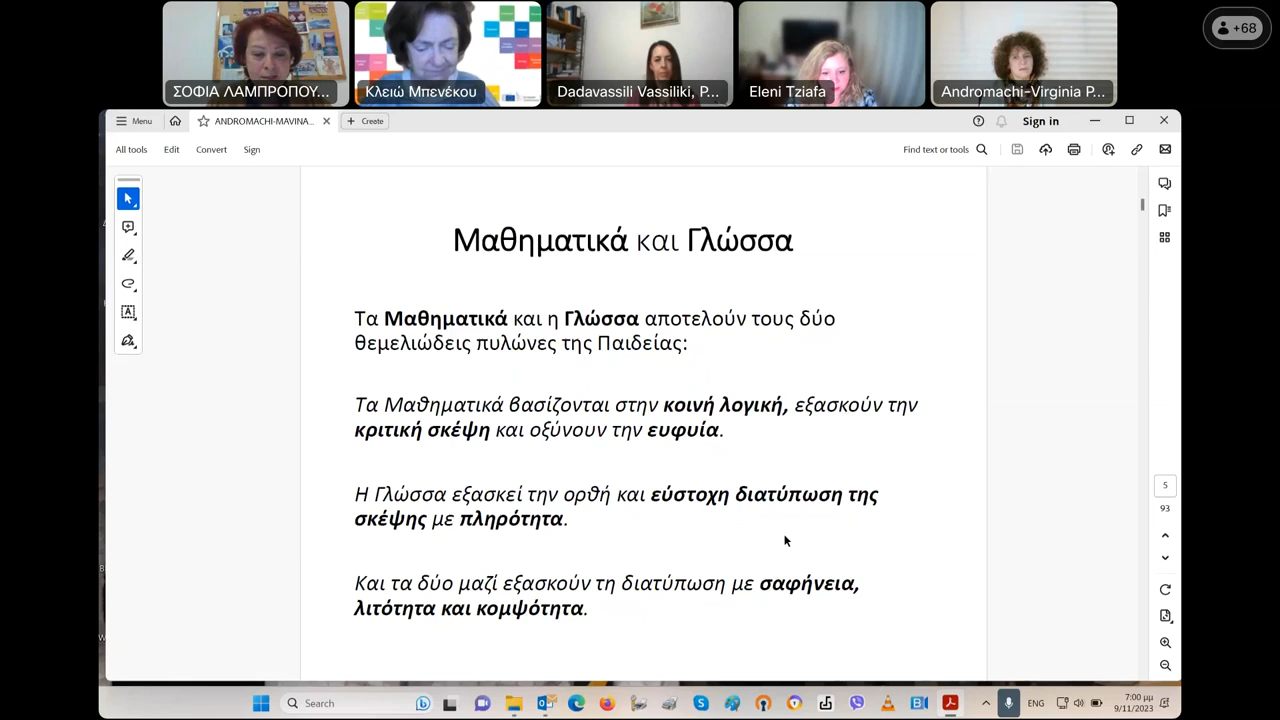 +68
ΣΟΦΙΑ ΛΑΜΠΡΟΠΟΥ...
Κλειώ Μπενέκου
Dadavassili Vassiliki, P...
Eleni Tziafa
Andromachi-Virginia P...
Menu
ANDROMACHI-MAVINA...
Create
Sign in
All tools
Edit
Convert
Sign
Find text or tools
Μαθηματικά και Γλώσσα
Τα Μαθηματικά και η Γλώσσα αποτελούν τους δύο
θεμελιώδεις πυλώνες της Παιδείας:
Τα Μαθηματικά βασίζονται στην κοινή λογική, εξασκούν την
κριτική σκέψη και οξύνουν την ευφυία.
Η Γλώσσα εξασκεί την ορθή και εύστοχη διατύπωση της
σκέψης με πληρότητα.
Και τα δύο μαζί εξασκούν τη διατύπωση με σαφήνεια,
λιτότητα και κομψότητα.
5
93
Search
ENG
7:00 μμ
9/11/2023